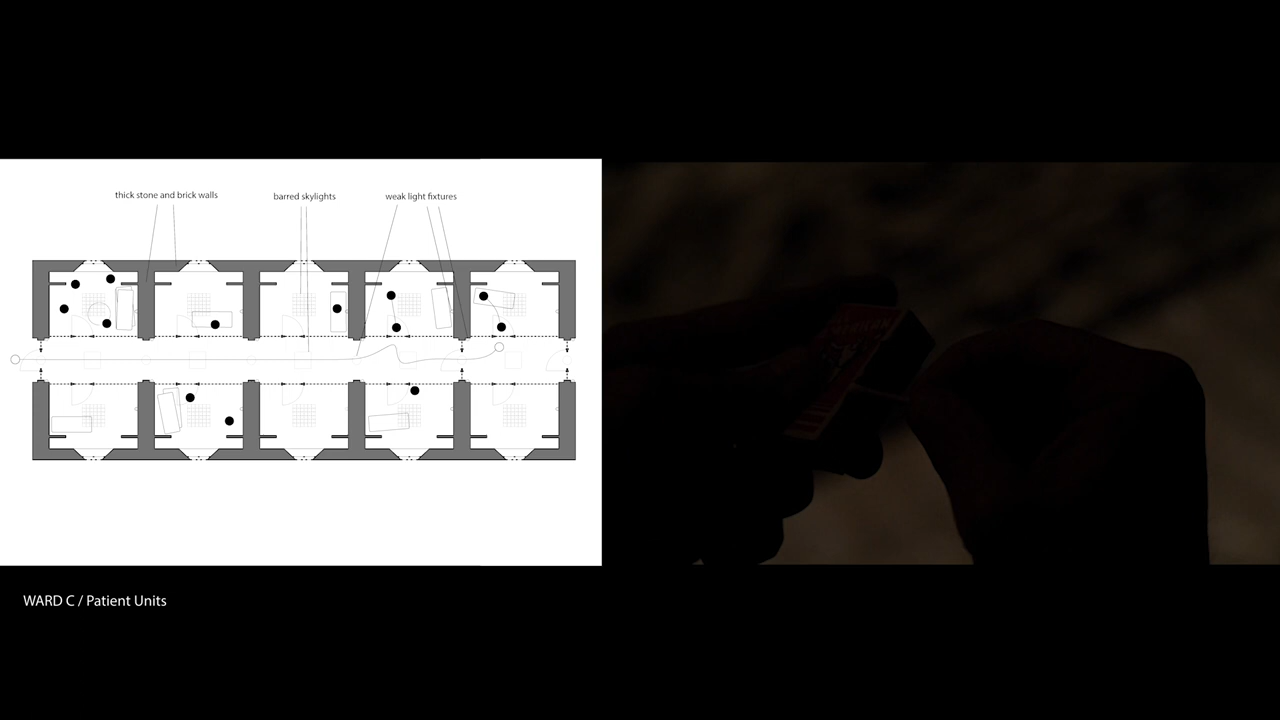 thick stone and brick walls
barred skylights
weak light fixtures
WARD C / Patient Units